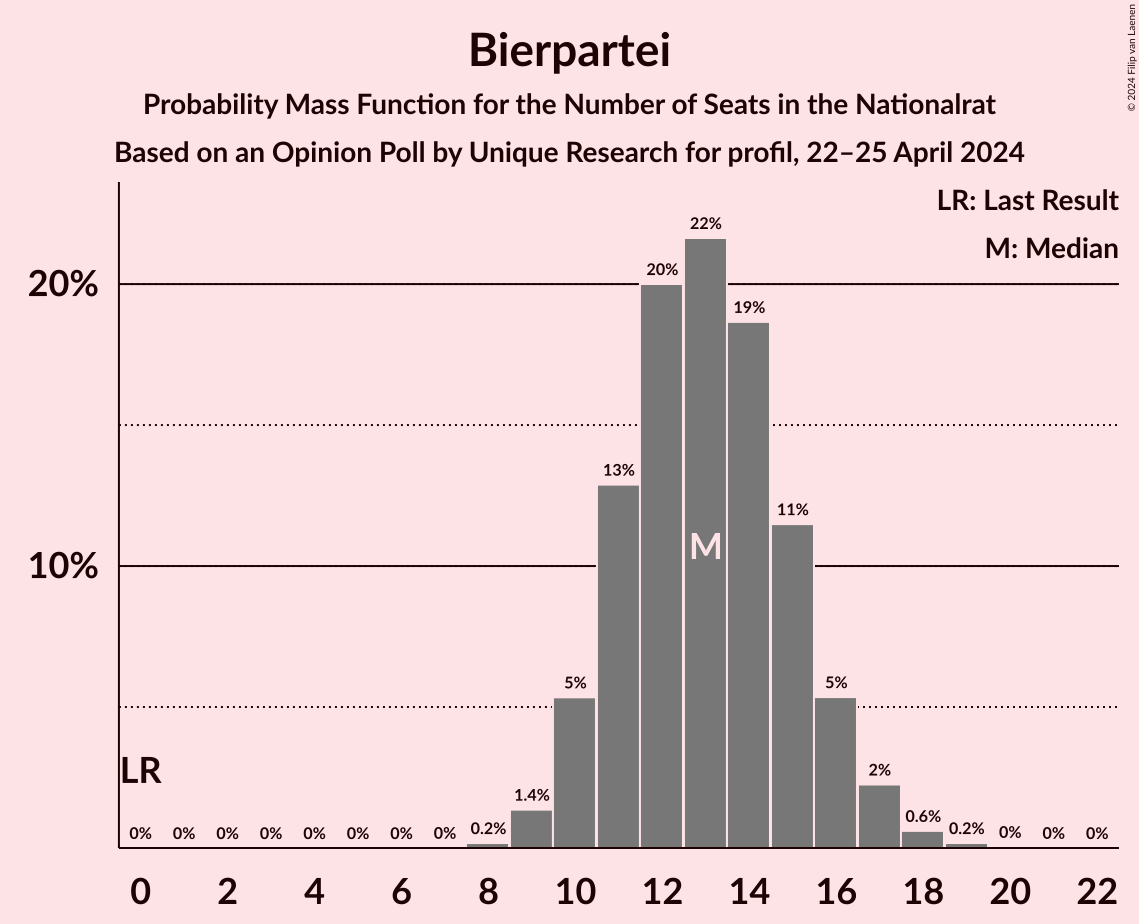 Bierpartei
Probability Mass Function for the Number of Seats in the Nationalrat
Based on an Opinion Poll by Unique Research for profil, 22–25 April 2024
© 2024 Filip van Laenen
LR: Last Result
M: Median
20%
10%
22%
20%
19%
13%
11%
M
5%
5%
LR
2%
1.4%
0.6%
0% 0% 0% 0% 0% 0% 0% 0% 0.2% 0.2% 0% 0% 0%
0 2 4 6 8 10 12 14 16 18 20 22